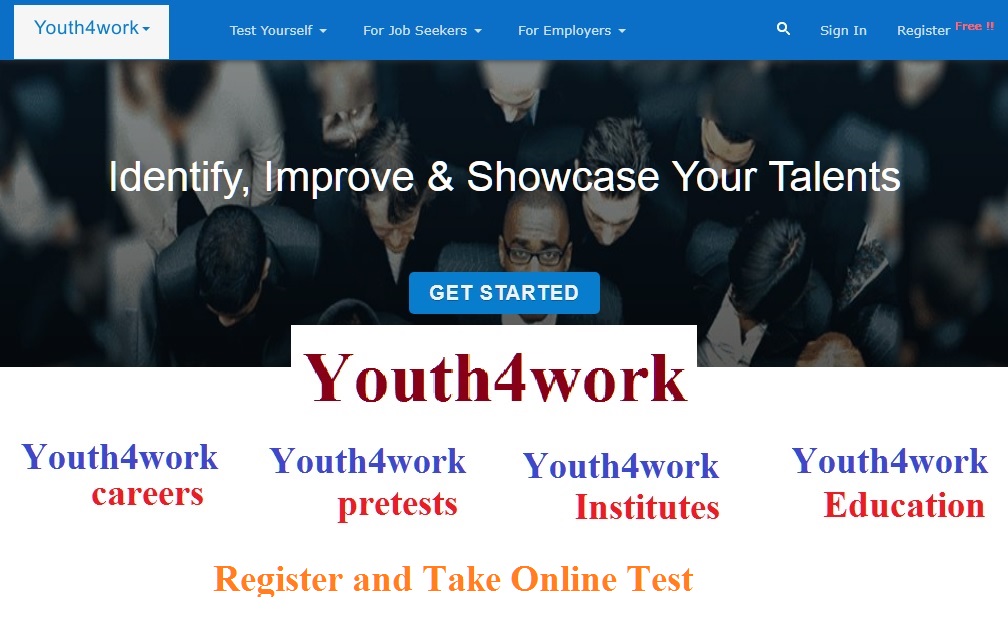 Youth4work
Test Yourself
For Job Seekers
For Employers
Sign In
Register Free !!
Identify, Improve & Showcase Your Talents
GET STARTED
Youth4work
Youth4work
careers
Youth4work
pretests
Youth4work
Institutes
Youth4work
Education
Register and Take Online Test